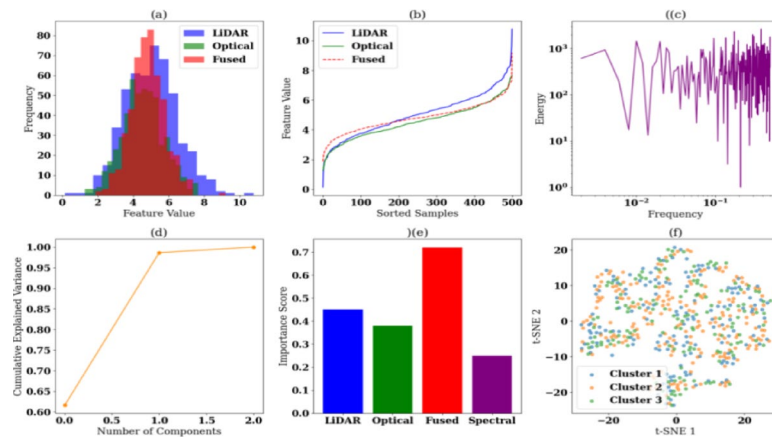 (a)
Frequency
80
70
60
50
40
30
20
10
0
LiDAR
Optical
Fused
0 2 4 6 8 10
Feature Value
(b)
Feature Value
10
8
6
4
2
0
LiDAR
Optical
Fused
0 100 200 300 400 500
Sorted Samples
((c)
Energy
10³
10²
10¹
10⁰
10⁻² 10⁻¹
Frequency
(d)
Cumulative Explained Variance
1.00
0.95
0.90
0.85
0.80
0.75
0.70
0.65
0.60
0.0 0.5 1.0 1.5 2.0
Number of Components
)(e)
Importance Score
0.7
0.6
0.5
0.4
0.3
0.2
0.1
0.0
LiDAR Optical Fused Spectral
(f)
t-SNE 2
20
10
0
−10
−20
Cluster 1
Cluster 2
Cluster 3
−20 0 20
t-SNE 1